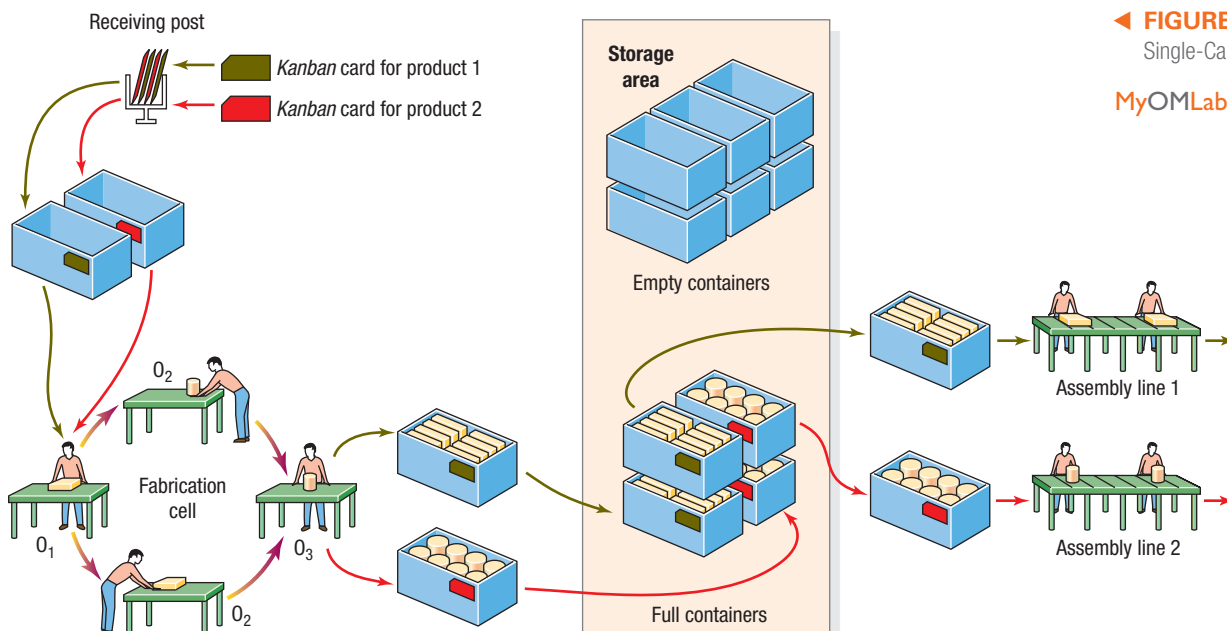 Receiving post
Kanban card for product 1
Kanban card for product 2
Storage
area
Empty containers
◀ FIGURE
Single-Ca
MyOMLab
O2
Fabrication
cell
O1
O3
O2
Full containers
Assembly line 1
Assembly line 2